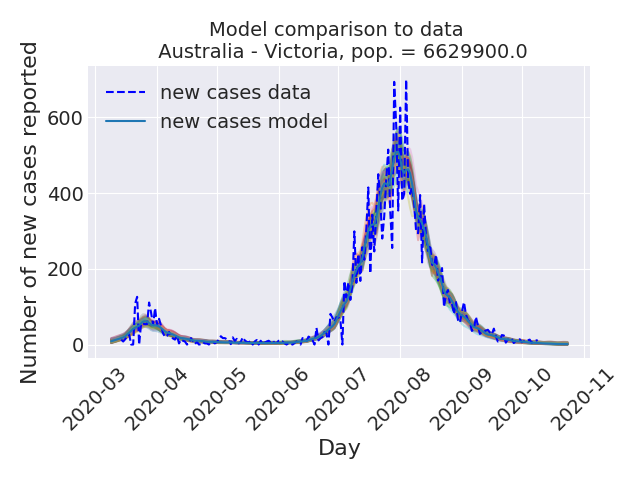 Model comparison to data
Australia - Victoria, pop. = 6629900.0
Number of new cases reported
new cases data
new cases model
600
400
200
0
2020-03
2020-04
2020-05
2020-06
2020-07
2020-08
2020-09
2020-10
2020-11
Day